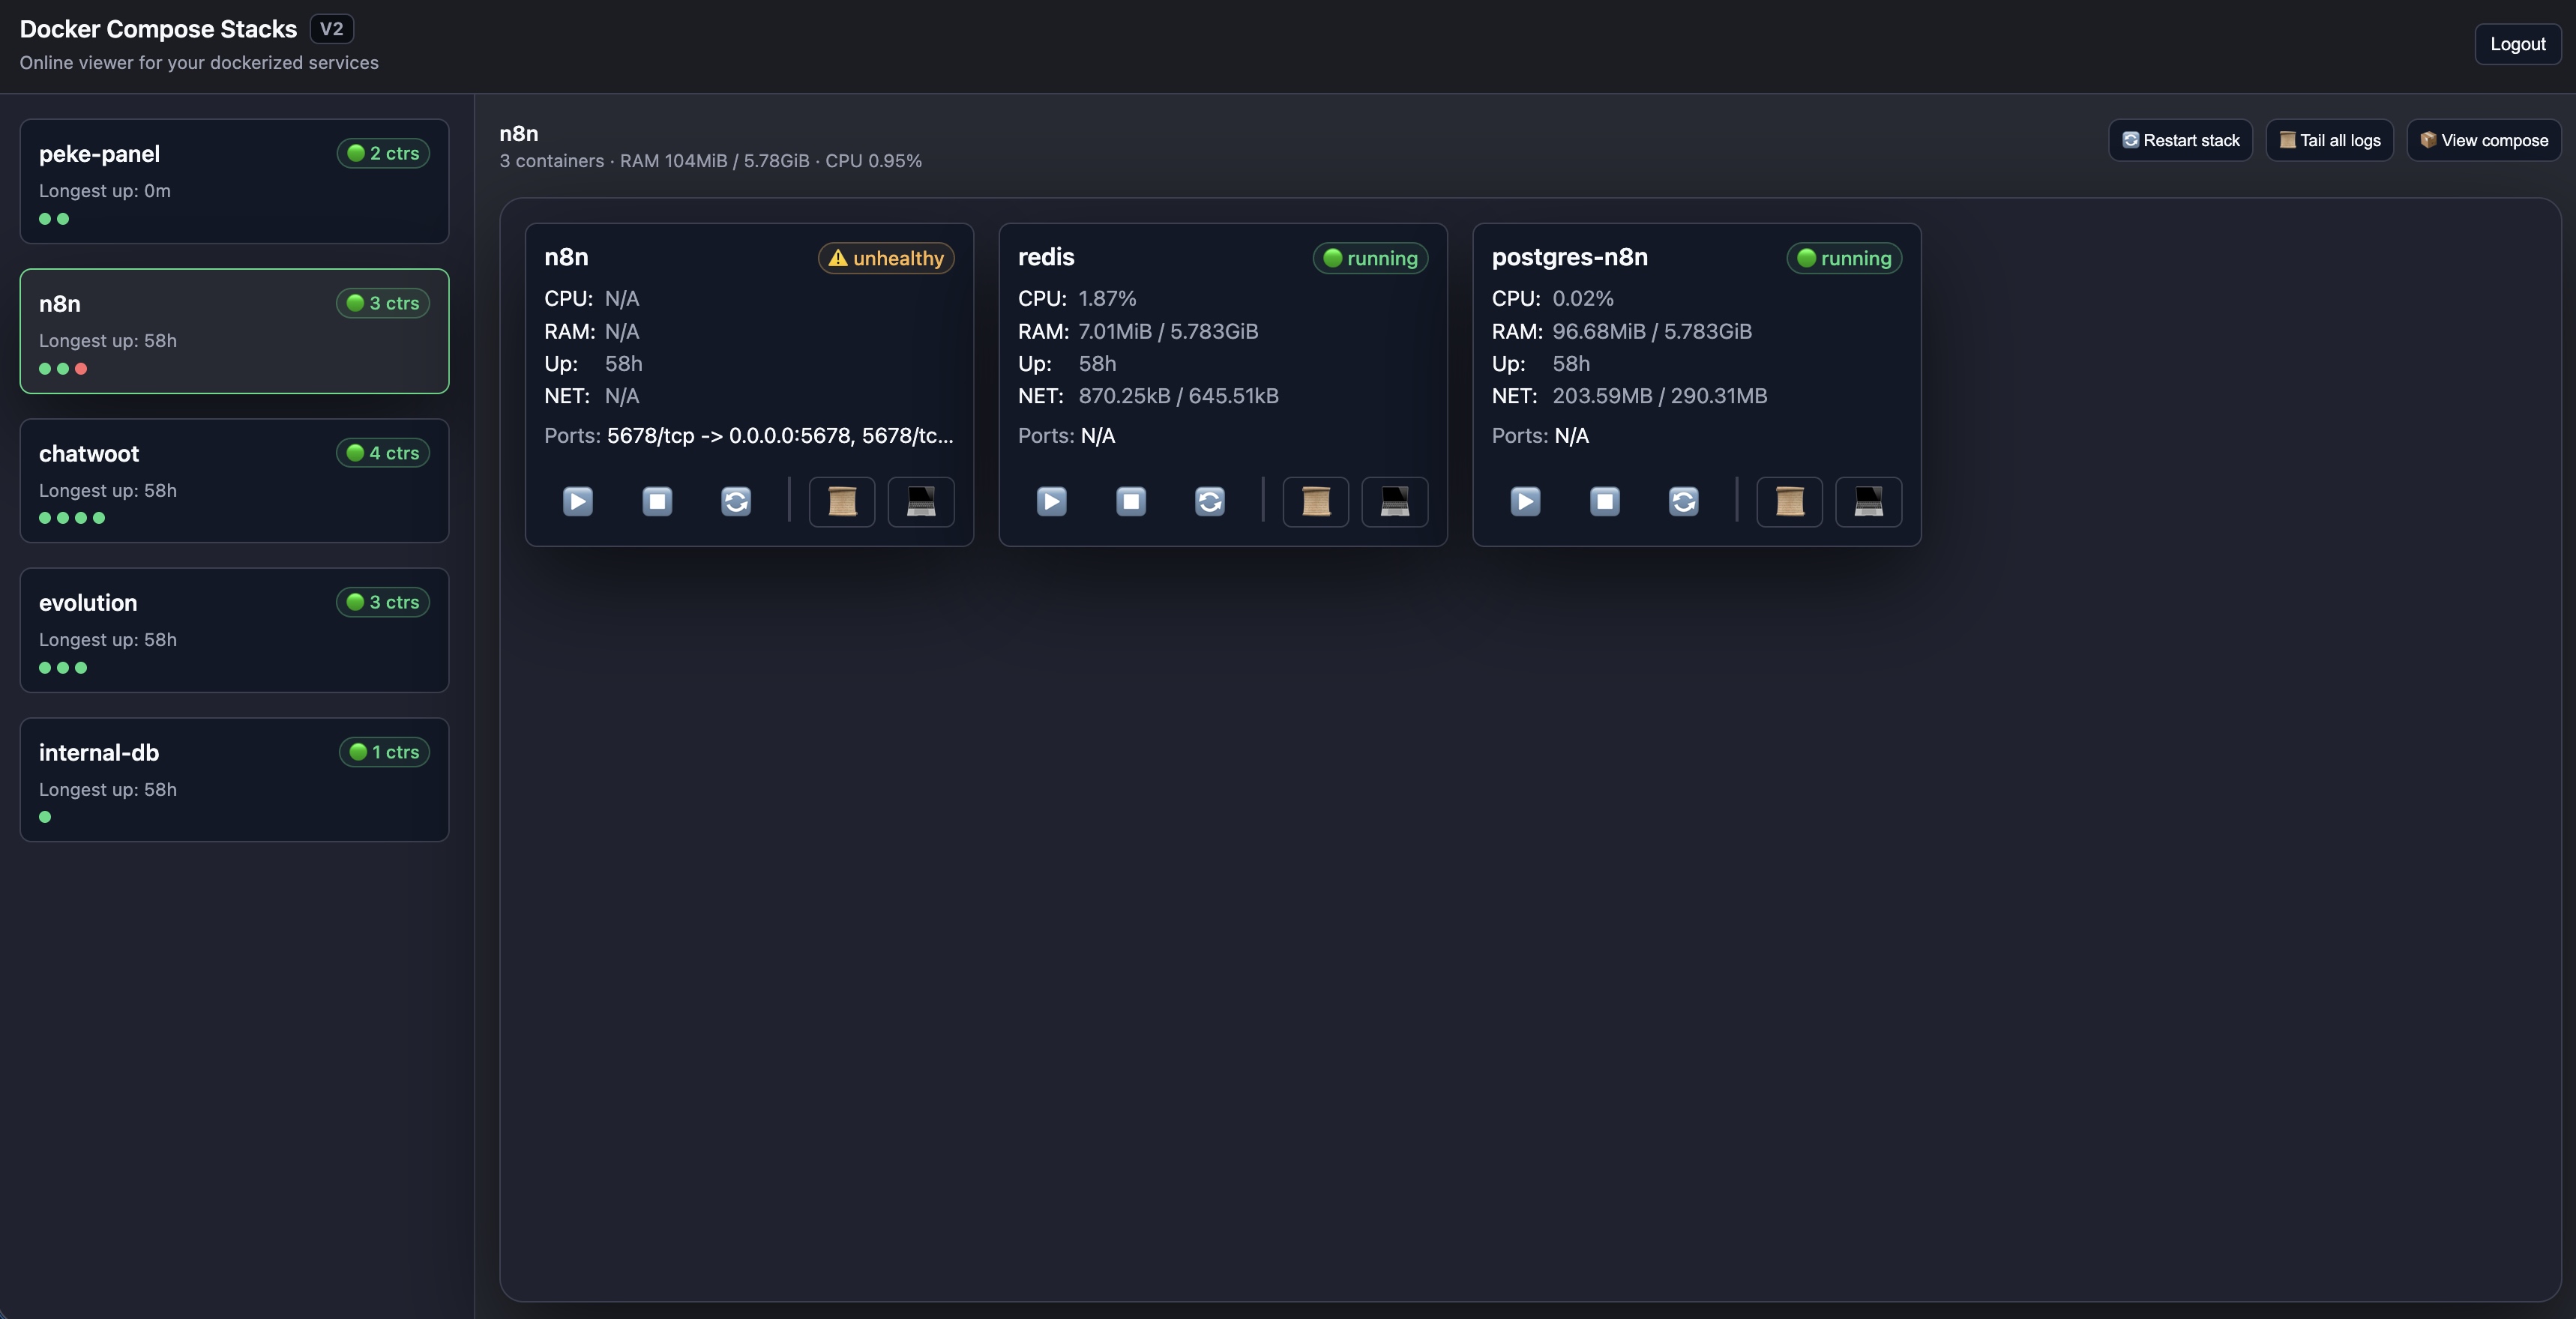 Docker Compose Stacks V2
Online viewer for your dockerized services
Logout
peke-panel 2 ctrs
Longest up: 0m
n8n 3 ctrs
Longest up: 58h
chatwoot 4 ctrs
Longest up: 58h
evolution 3 ctrs
Longest up: 58h
internal-db 1 ctrs
Longest up: 58h
n8n
3 containers · RAM 104MiB / 5.78GiB · CPU 0.95%
Restart stack
Tail all logs
View compose
n8n unhealthy
CPU: N/A
RAM: N/A
Up: 58h
NET: N/A
Ports: 5678/tcp -> 0.0.0.0:5678, 5678/tc...
redis running
CPU: 1.87%
RAM: 7.01MiB / 5.783GiB
Up: 58h
NET: 870.25kB / 645.51kB
Ports: N/A
postgres-n8n running
CPU: 0.02%
RAM: 96.68MiB / 5.783GiB
Up: 58h
NET: 203.59MB / 290.31MB
Ports: N/A